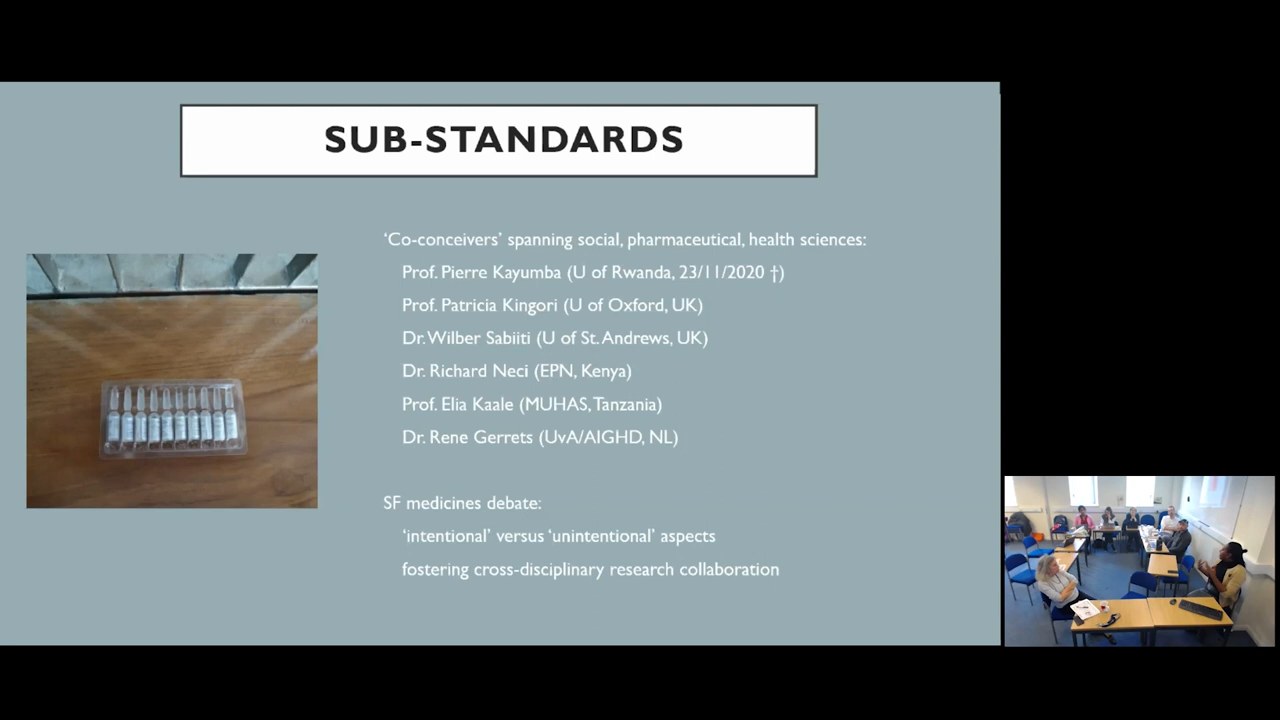 SUB-STANDARDS
‘Co-conceivers’ spanning social, pharmaceutical, health sciences:
Prof. Pierre Kayumba (U of Rwanda, 23/11/2020 †)
Prof. Patricia Kingori (U of Oxford, UK)
Dr. Wilber Sabiiti (U of St. Andrews, UK)
Dr. Richard Neci (EPN, Kenya)
Prof. Elia Kaale (MUHAS, Tanzania)
Dr. Rene Gerrets (UvA/AIGHD, NL)
SF medicines debate:
‘intentional’ versus ‘unintentional’ aspects
fostering cross-disciplinary research collaboration